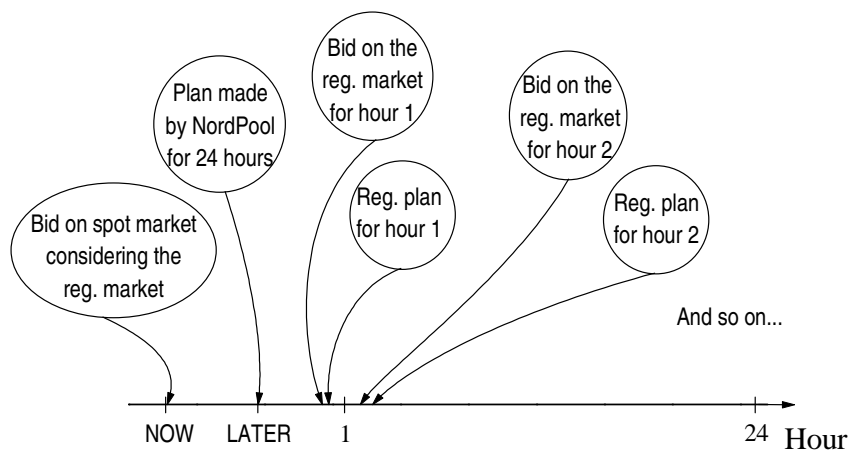 Bid on spot market
considering the
reg. market
Plan made
by NordPool
for 24 hours
Bid on the
reg. market
for hour 1
Reg. plan
for hour 1
Bid on the
reg. market
for hour 2
Reg. plan
for hour 2
And so on...
NOW
LATER
1
24
Hour